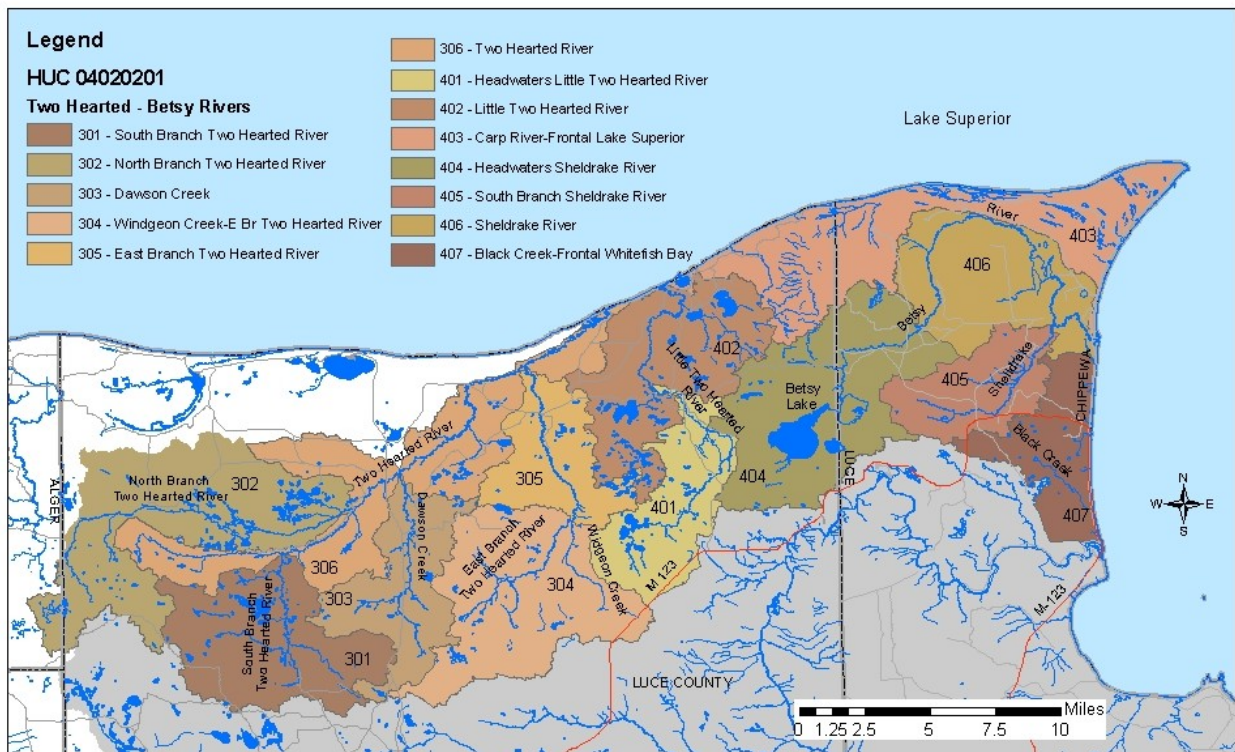 Legend
HUC 04020201
Two Hearted - Betsy Rivers
301 - South Branch Two Hearted River
302 - North Branch Two Hearted River
303 - Dawson Creek
304 - Windgeon Creek-E Br Two Hearted River
305 - East Branch Two Hearted River
306 - Two Hearted River
401 - Headwaters Little Two Hearted River
402 - Little Two Hearted River
403 - Carp River-Frontal Lake Superior
404 - Headwaters Sheldrake River
405 - South Branch Sheldrake River
406 - Sheldrake River
407 - Black Creek-Frontal Whitefish Bay
Lake Superior
River
403
406
Betsy
402
Little Two Hearted
River
405
Sheldrake
CHIPPEWA
Betsy
Lake
Black Creek
Two Hearted River
North Branch
Two Hearted River
302
ALGER
305
404
LUCE
401
407
Dawson Creek
East Branch
Two Hearted River
Widgeon Creek
M 123
306
303
304
M-123
South Branch
Two Hearted River
301
LUCE COUNTY
N
W
E
S
Miles
0 1.25 2.5 5 7.5 10